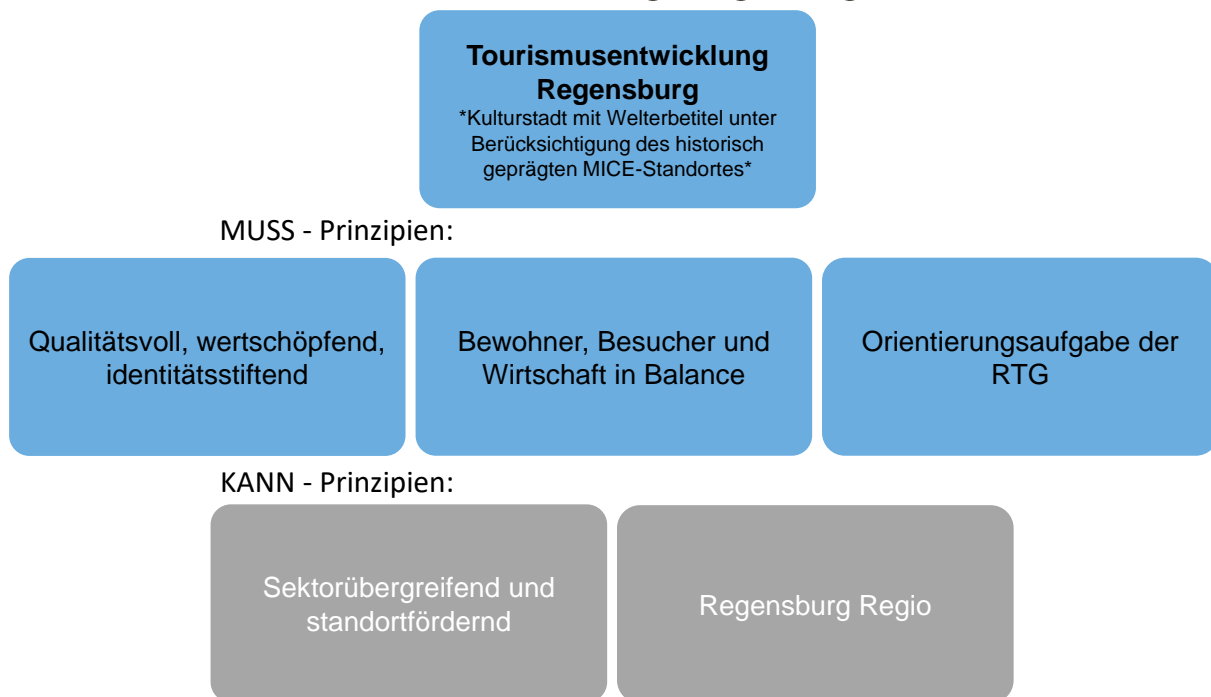 Tourismusentwicklung
Regensburg
*Kulturstadt mit Welterbetitel unter
Berücksichtigung des historisch
geprägten MICE-Standortes*
MUSS - Prinzipien:
Qualitätsvoll, wertschöpfend,
identitätsstiftend
Bewohner, Besucher und
Wirtschaft in Balance
Orientierungsaufgabe der
RTG
KANN - Prinzipien:
Sektorübergreifend und
standortfördernd
Regensburg Regio